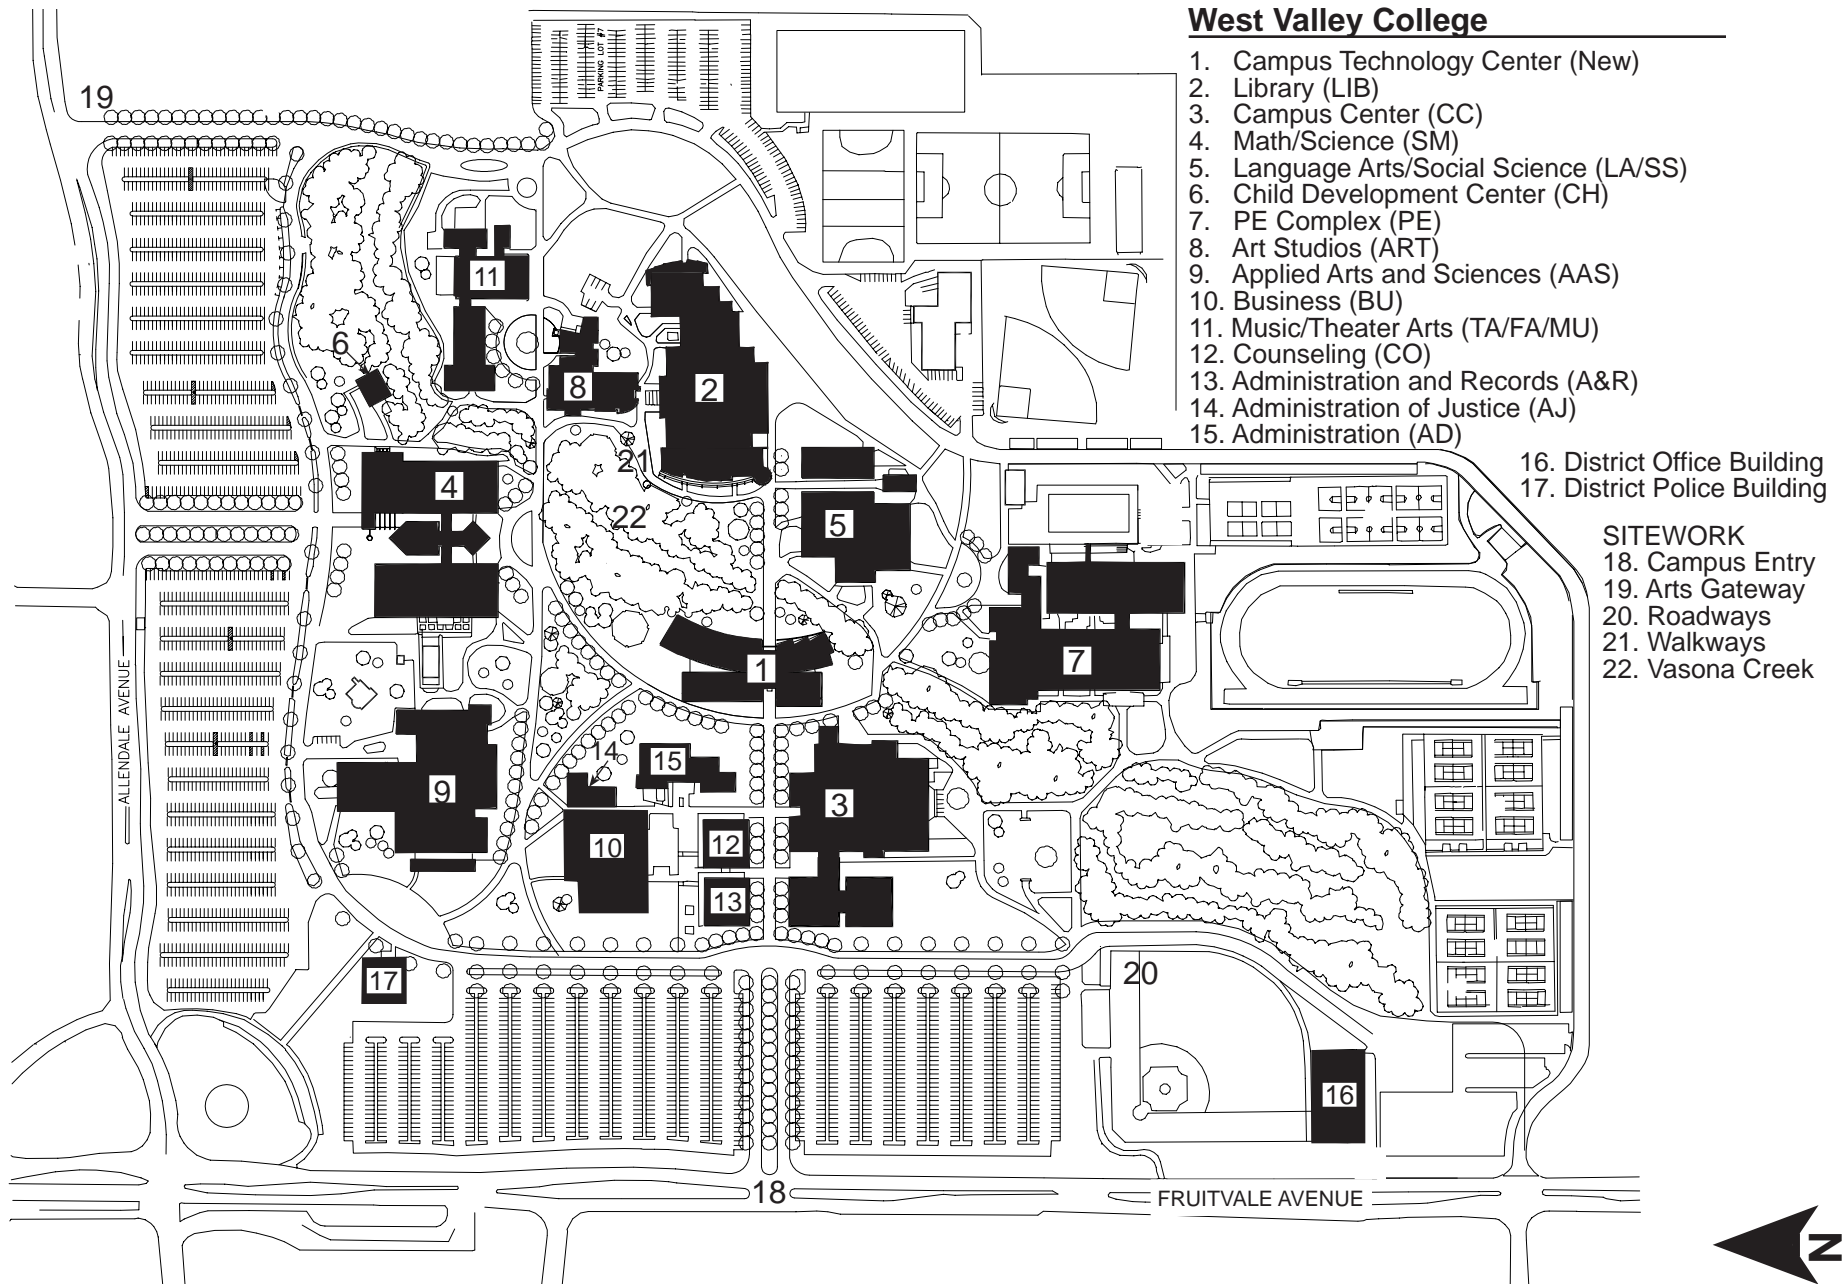 West Valley College
1. Campus Technology Center (New)
2. Library (LIB)
3. Campus Center (CC)
4. Math/Science (SM)
5. Language Arts/Social Science (LA/SS)
6. Child Development Center (CH)
7. PE Complex (PE)
8. Art Studios (ART)
9. Applied Arts and Sciences (AAS)
10. Business (BU)
11. Music/Theater Arts (TA/FA/MU)
12. Counseling (CO)
13. Administration and Records (A&R)
14. Administration of Justice (AJ)
15. Administration (AD)
16. District Office Building
17. District Police Building
SITEWORK
18. Campus Entry
19. Arts Gateway
20. Roadways
21. Walkways
22. Vasona Creek
PARKING LOT #7
19
11
6
8
2
21
4
22
5
1
7
14
15
9
3
10
12
13
17
20
16
18
ALLENDALE AVENUE
FRUITVALE AVENUE
N